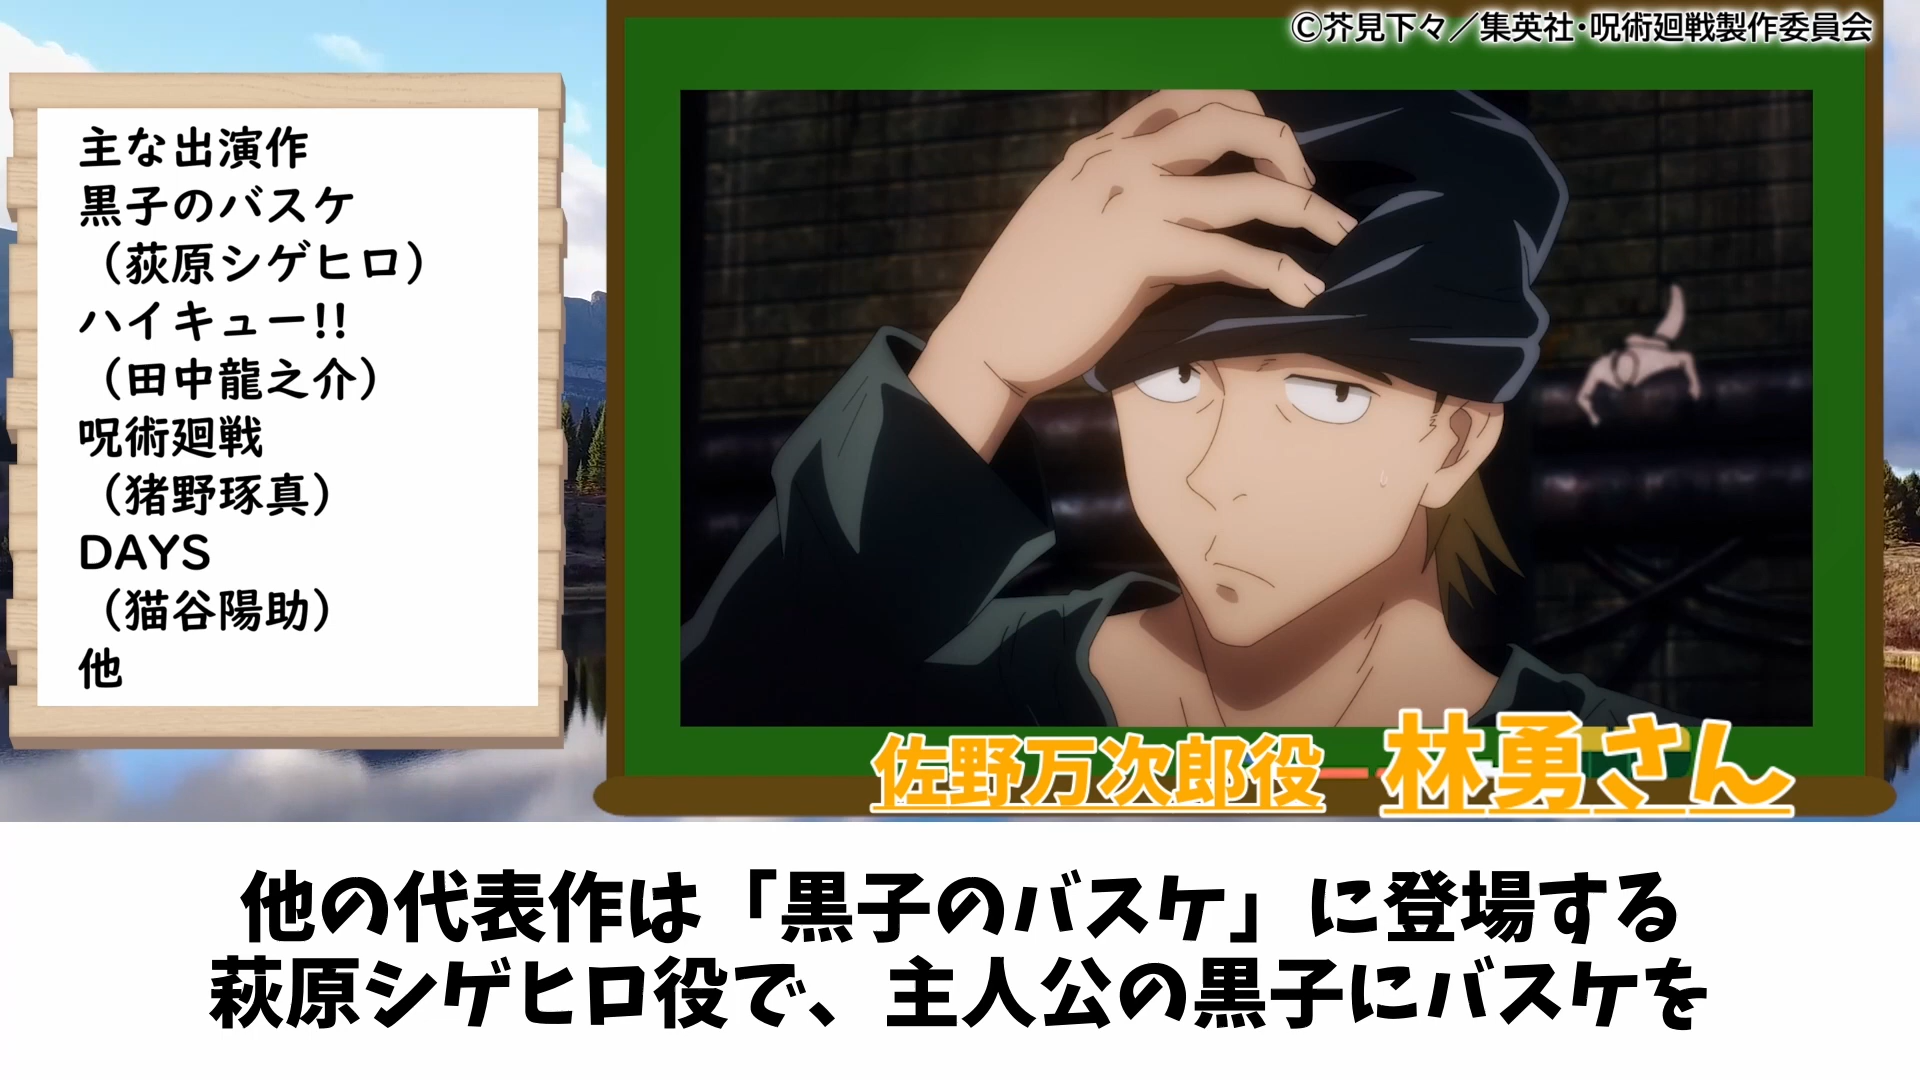 ©芥見下々／集英社・呪術廻戦製作委員会
主な出演作
黒子のバスケ
（荻原シゲヒロ）
ハイキュー!!
（田中龍之介）
呪術廻戦
（猪野琢真）
DAYS
（猫谷陽助）
他
佐野万次郎役 林勇さん
他の代表作は「黒子のバスケ」に登場する
萩原シゲヒロ役で、主人公の黒子にバスケを